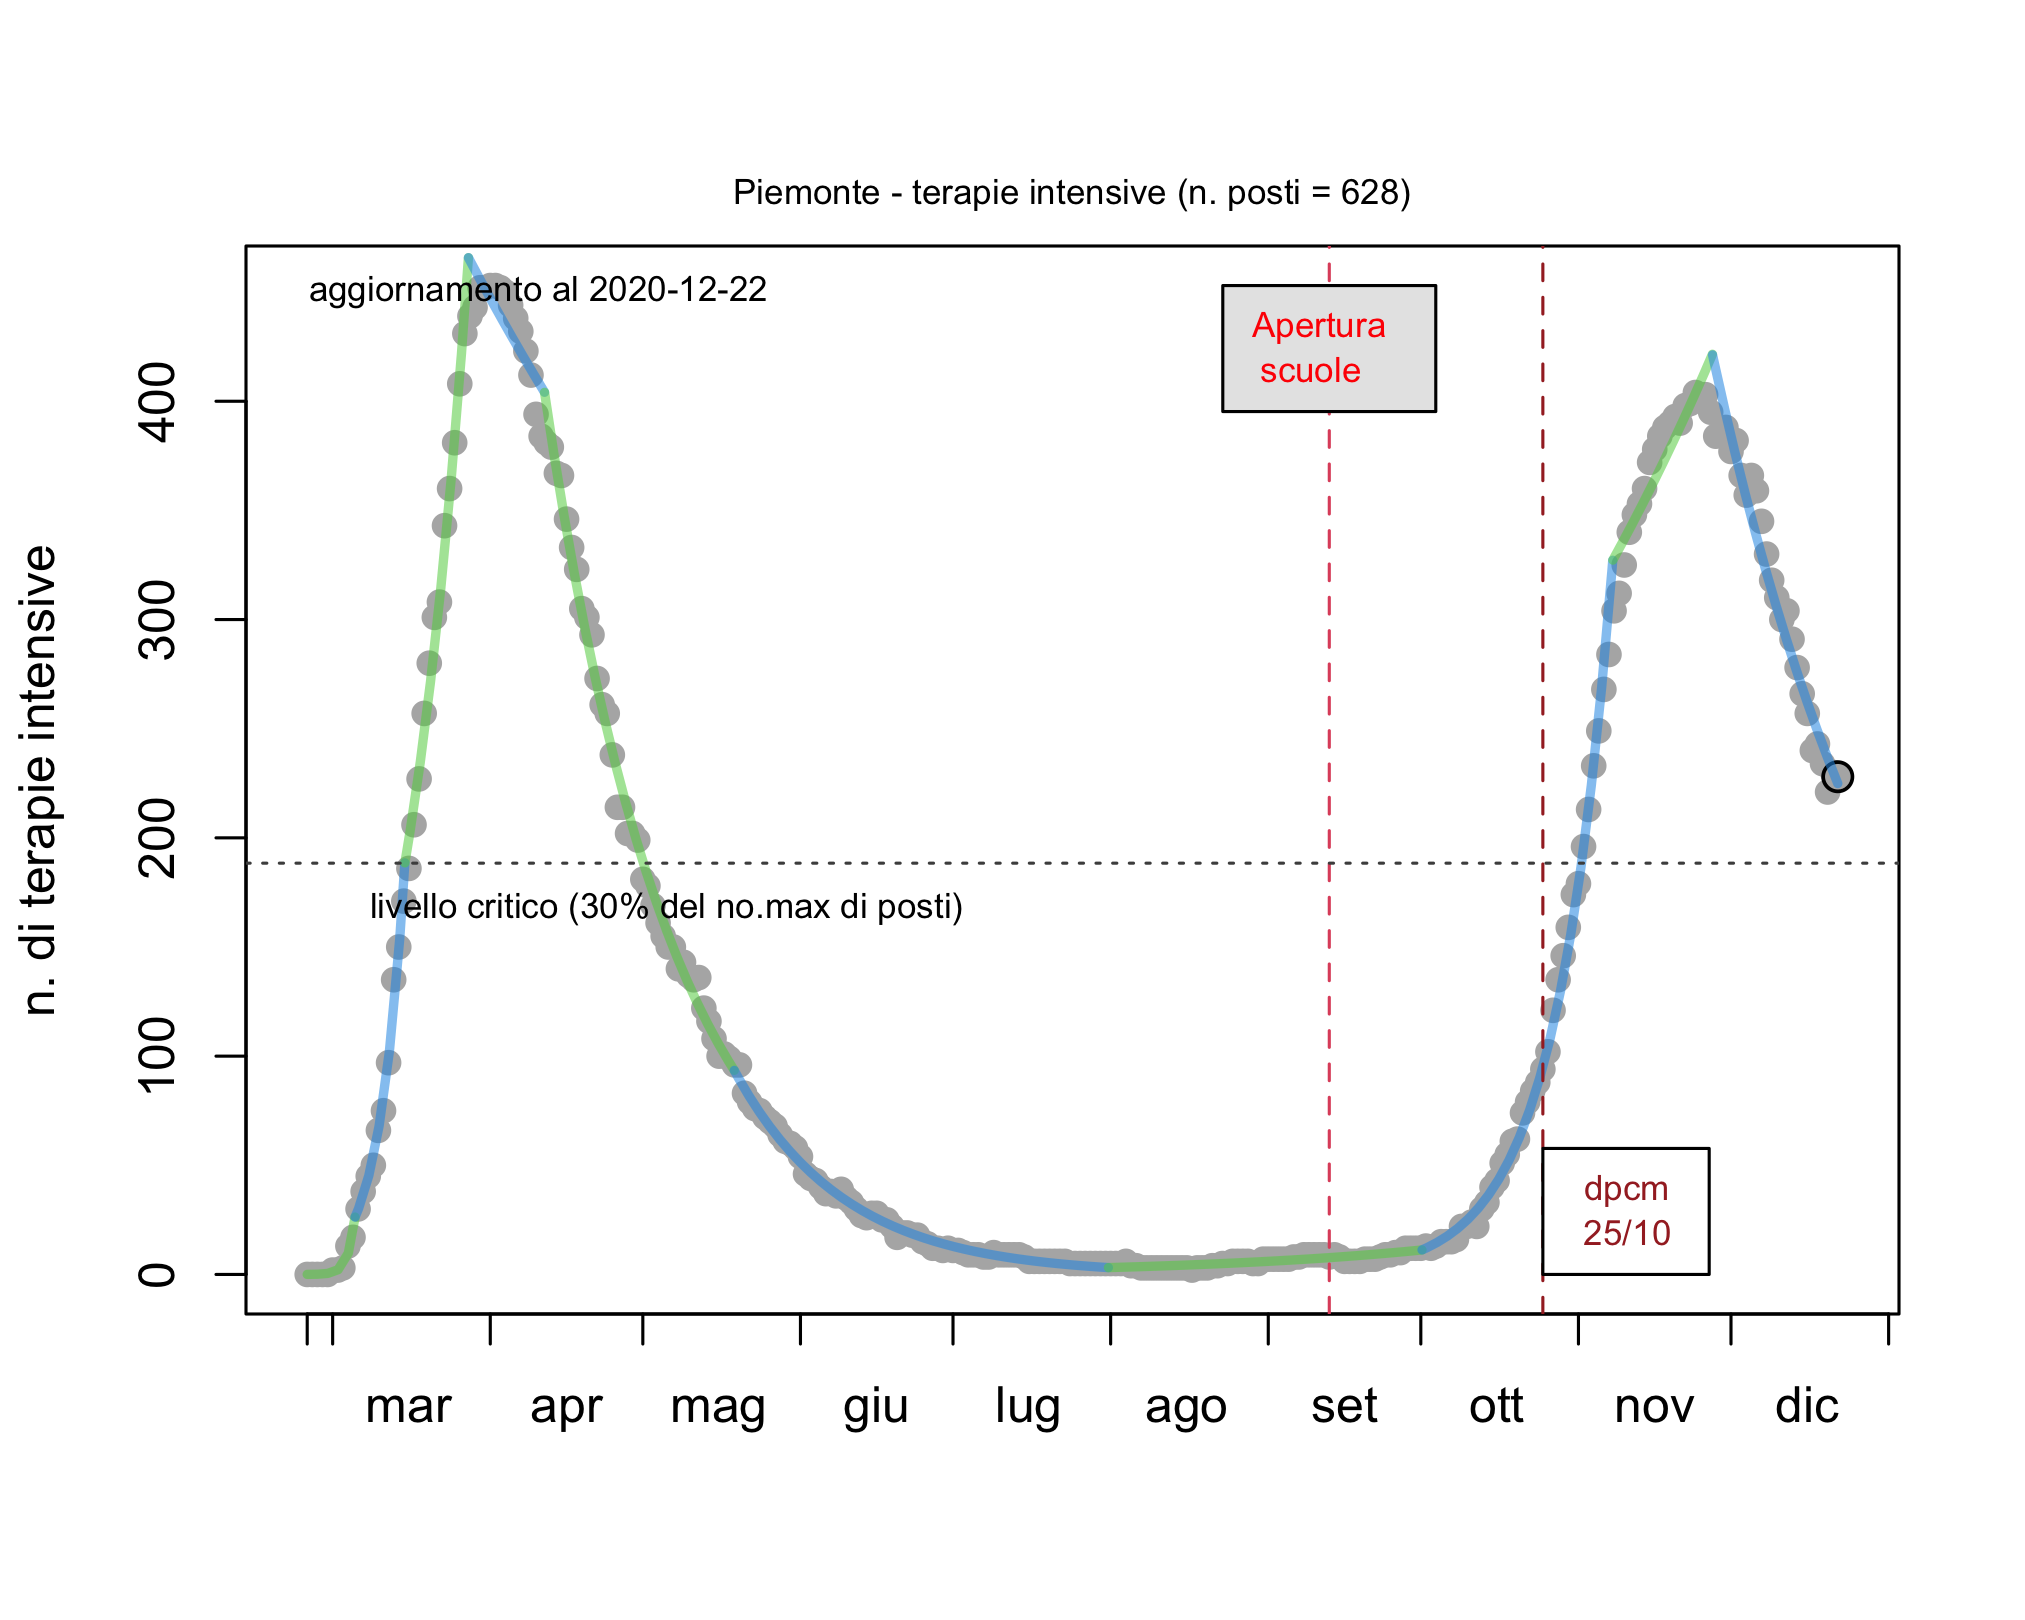 Piemonte - terapie intensive (n. posti = 628)
aggiornamento al 2020-12-22
Apertura
scuole
n. di terapie intensive
400
300
200
100
0
livello critico (30% del no.max di posti)
dpcm
25/10
mar apr mag giu lug ago set ott nov dic